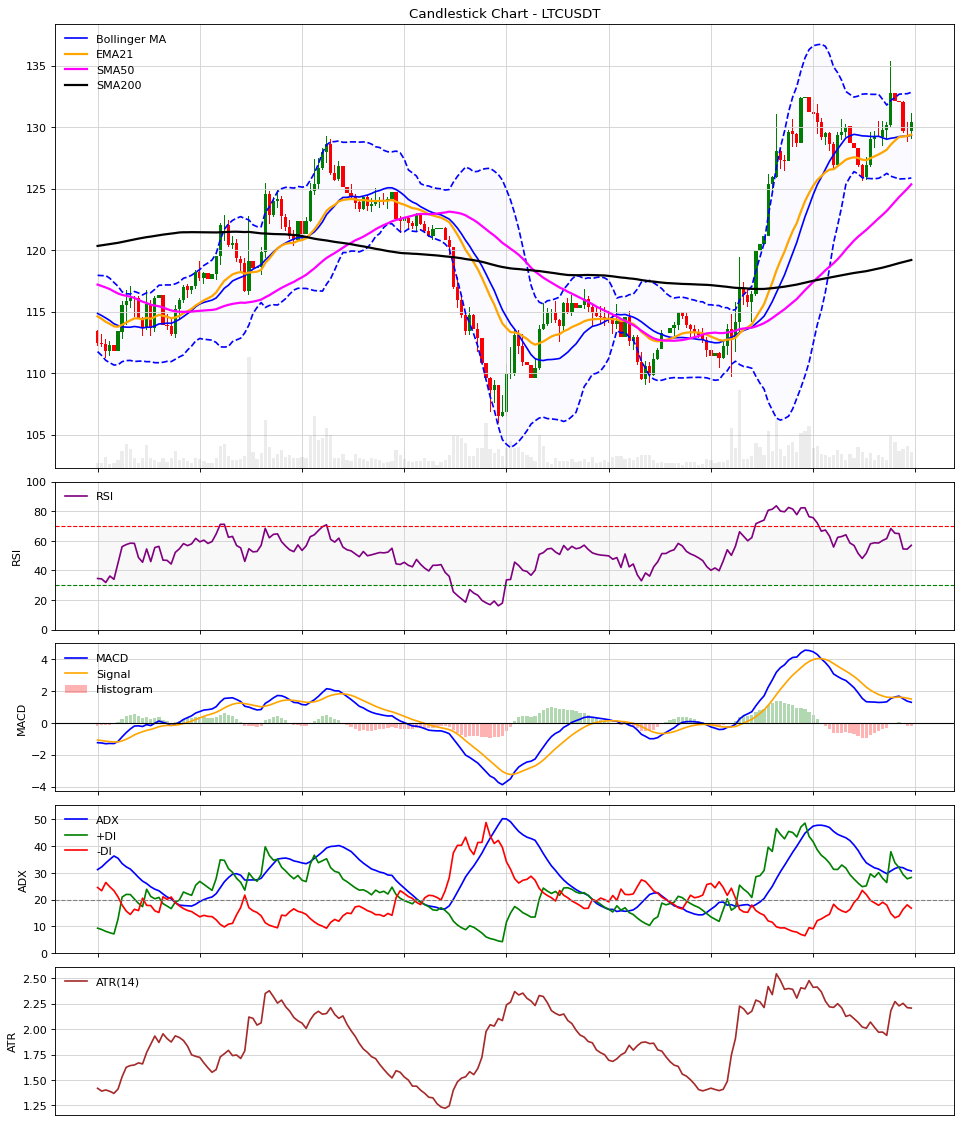 Candlestick Chart - LTCUSDT
Bollinger MA
EMA21
SMA50
SMA200
135
130
125
120
115
110
105
RSI
RSI
100
80
60
40
20
0
MACD
Signal
Histogram
MACD
4
2
0
−2
−4
ADX
+DI
-DI
ADX
50
40
30
20
10
0
ATR(14)
ATR
2.50
2.25
2.00
1.75
1.50
1.25